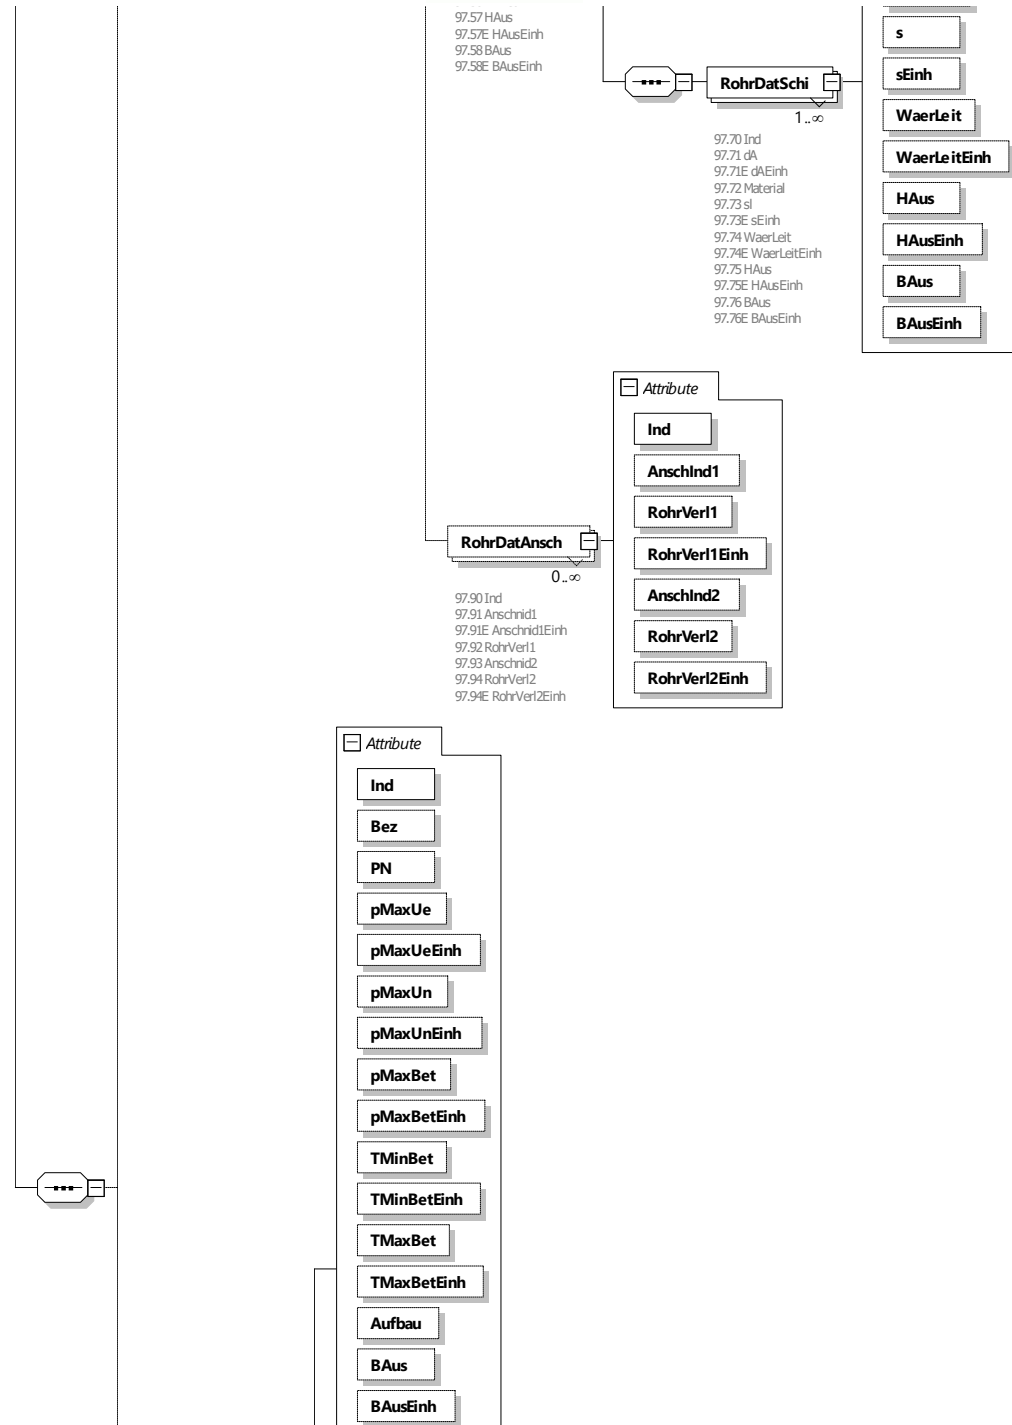 97.57 HAus
97.57E HAusEinh
97.58 BAus
97.58E BAusEinh
RohrDatSchi
1..∞
97.70 Ind
97.71 dA
97.71E dAEinh
97.72 Material
97.73 sl
97.73E sEinh
97.74 WaerLeit
97.74E WaerLeitEinh
97.75 HAus
97.75E HAusEinh
97.76 BAus
97.76E BAusEinh
s
sEinh
WaerLeit
WaerLeitEinh
HAus
HAusEinh
BAus
BAusEinh
RohrDatAnsch
0..∞
97.90 Ind
97.91 Anschnid1
97.91E Anschnid1Einh
97.92 RohrVerl1
97.93 Anschnid2
97.94 RohrVerl2
97.94E RohrVerl2Einh
Attribute
Ind
AnschInd1
RohrVerl1
RohrVerl1Einh
AnschInd2
RohrVerl2
RohrVerl2Einh
Attribute
Ind
Bez
PN
pMaxUe
pMaxUeEinh
pMaxUn
pMaxUnEinh
pMaxBet
pMaxBetEinh
TMinBet
TMinBetEinh
TMaxBet
TMaxBetEinh
Aufbau
BAus
BAusEinh